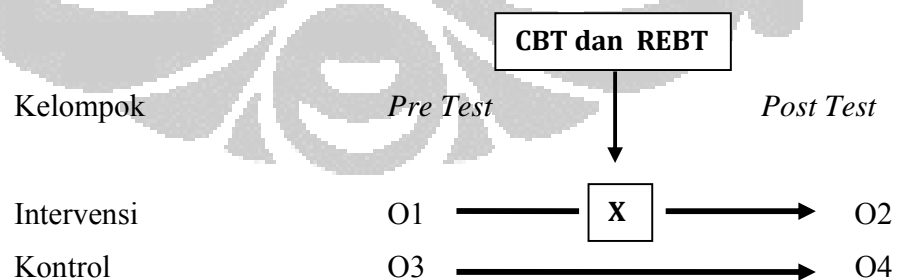 CBT dan REBT
Kelompok Pre Test Post Test
Intervensi O1 X O2
Kontrol O3 O4